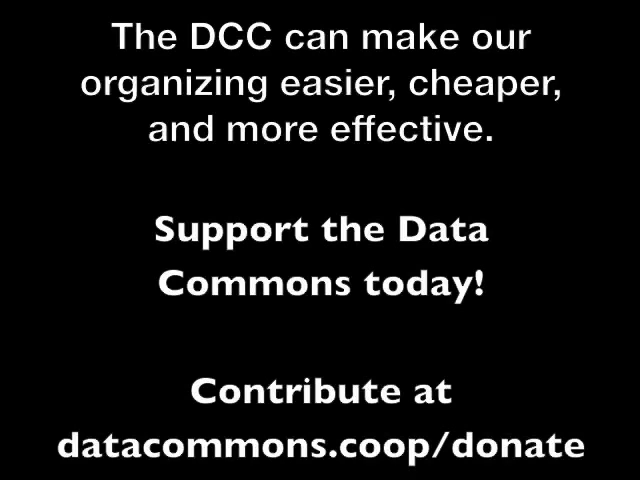 The DCC can make our
organizing easier, cheaper,
and more effective.
Support the Data
Commons today!
Contribute at
datacommons.coop/donate